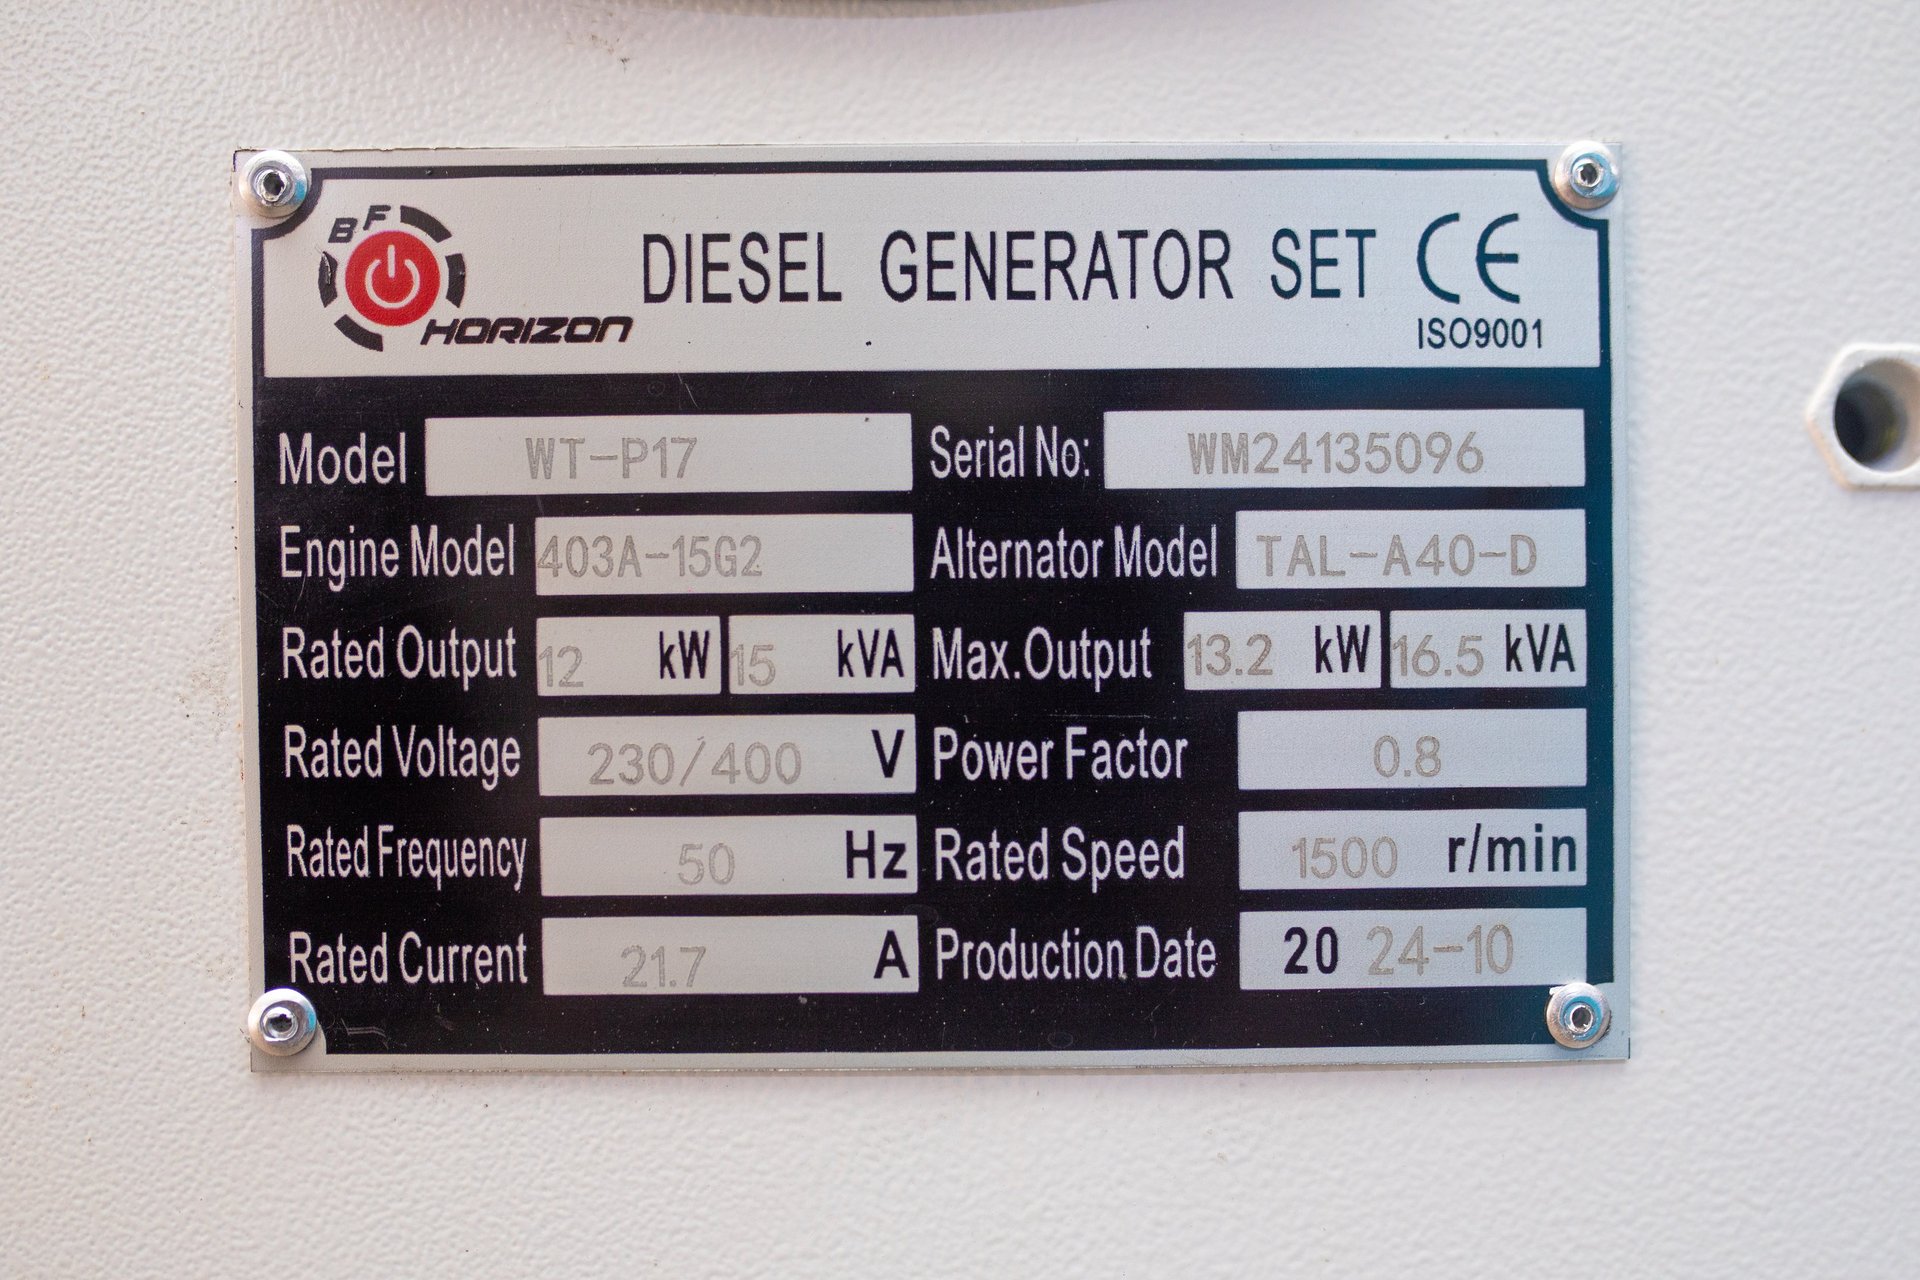 BF
HORIZON
DIESEL GENERATOR SET CE
ISO9001
Model WT-P17 Serial No: WM24135096
Engine Model 403A-15G2 Alternator Model TAL-A40-D
Rated Output 12 kW 15 kVA Max.Output 13.2 kW 16.5 kVA
Rated Voltage 230/400 V Power Factor 0.8
Rated Frequency 50 Hz Rated Speed 1500 r/min
Rated Current 21.7 A Production Date 20 24-10